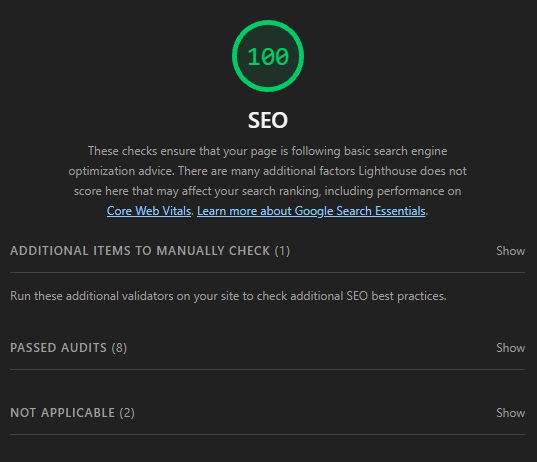 100
SEO
These checks ensure that your page is following basic search engine
optimization advice. There are many additional factors Lighthouse does not
score here that may affect your search ranking, including performance on
Core Web Vitals. Learn more about Google Search Essentials.
ADDITIONAL ITEMS TO MANUALLY CHECK (1) Show
Run these additional validators on your site to check additional SEO best practices.
PASSED AUDITS (8) Show
NOT APPLICABLE (2) Show